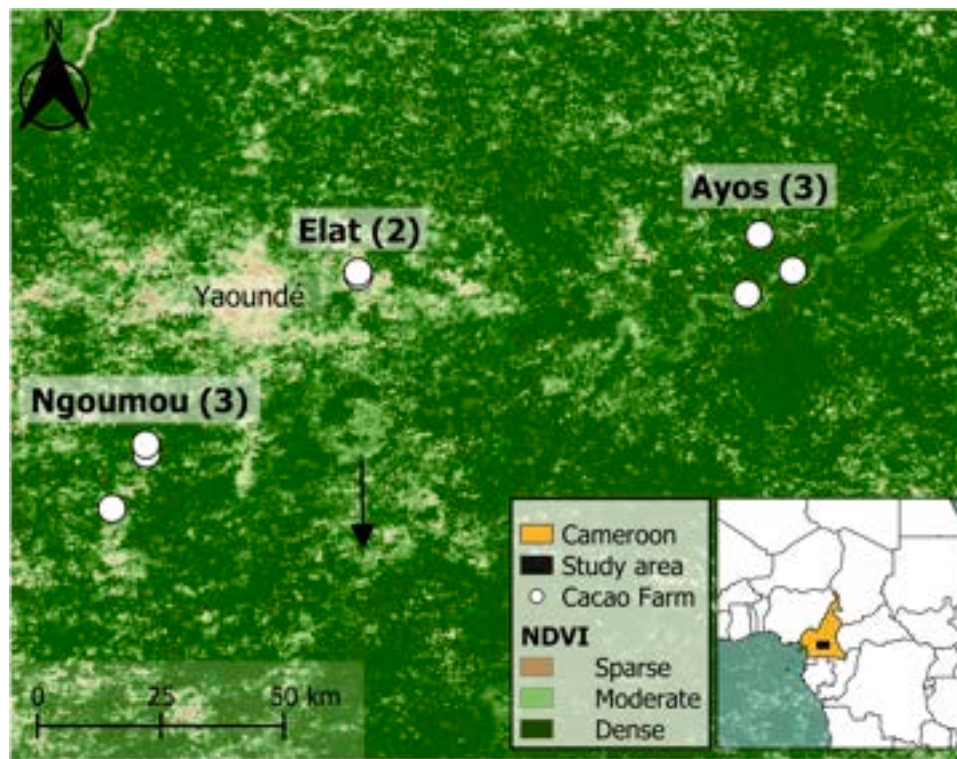 N
Ayos (3)
Elat (2)
Yaoundé
Ngoumou (3)
Cameroon
Study area
Cacao Farm
NDVI
Sparse
Moderate
Dense
0 25 50 km